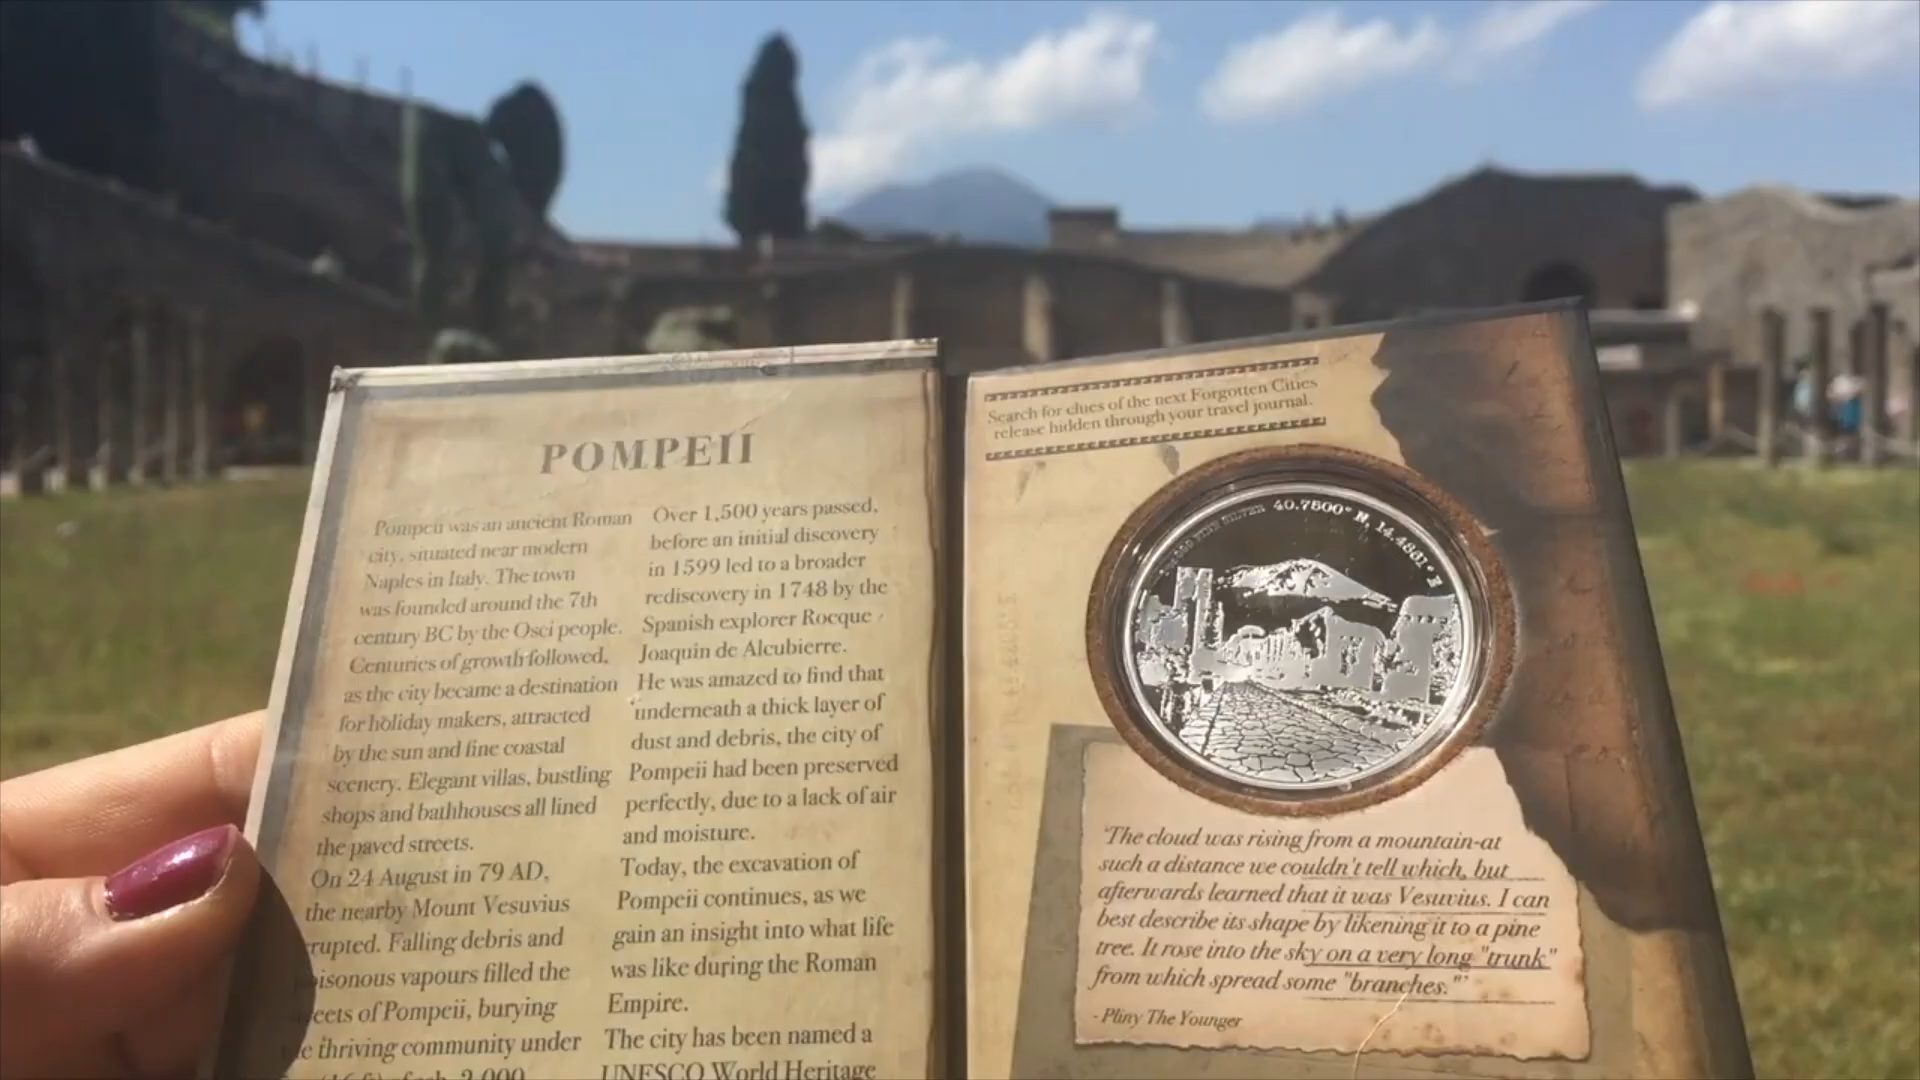 POMPEII
Pompeii was an ancient Roman
city, situated near modern
Naples in Italy. The town
was founded around the 7th
century BC by the Osci people.
Centuries of growth followed,
as the city became a destination
for holiday makers, attracted
by the sun and fine coastal
scenery. Elegant villas, bustling
shops and bathhouses all lined
the paved streets.
On 24 August in 79 AD,
the nearby Mount Vesuvius
rupted. Falling debris and
oisonous vapours filled the
eets of Pompeii, burying
thriving community under
2,000
Over 1,500 years passed,
before an initial discovery
in 1599 led to a broader
rediscovery in 1748 by the
Spanish explorer Rocque
Joaquin de Alcubierre.
He was amazed to find that
underneath a thick layer of
dust and debris, the city of
Pompeii had been preserved
perfectly, due to a lack of air
and moisture.
Today, the excavation of
Pompeii continues, as we
gain an insight into what life
was like during the Roman
Empire.
The city has been named a
UNESCO World Heritage
Search for clues of the next Forgotten Cities
release hidden through your travel journal.
FINE SILVER 40.7500° N, 14.4861° E
'The cloud was rising from a mountain-at
such a distance we couldn't tell which, but
afterwards learned that it was Vesuvius. I can
best describe its shape by likening it to a pine
tree. It rose into the sky on a very long "trunk"
from which spread some "branches."'
- Pliny The Younger